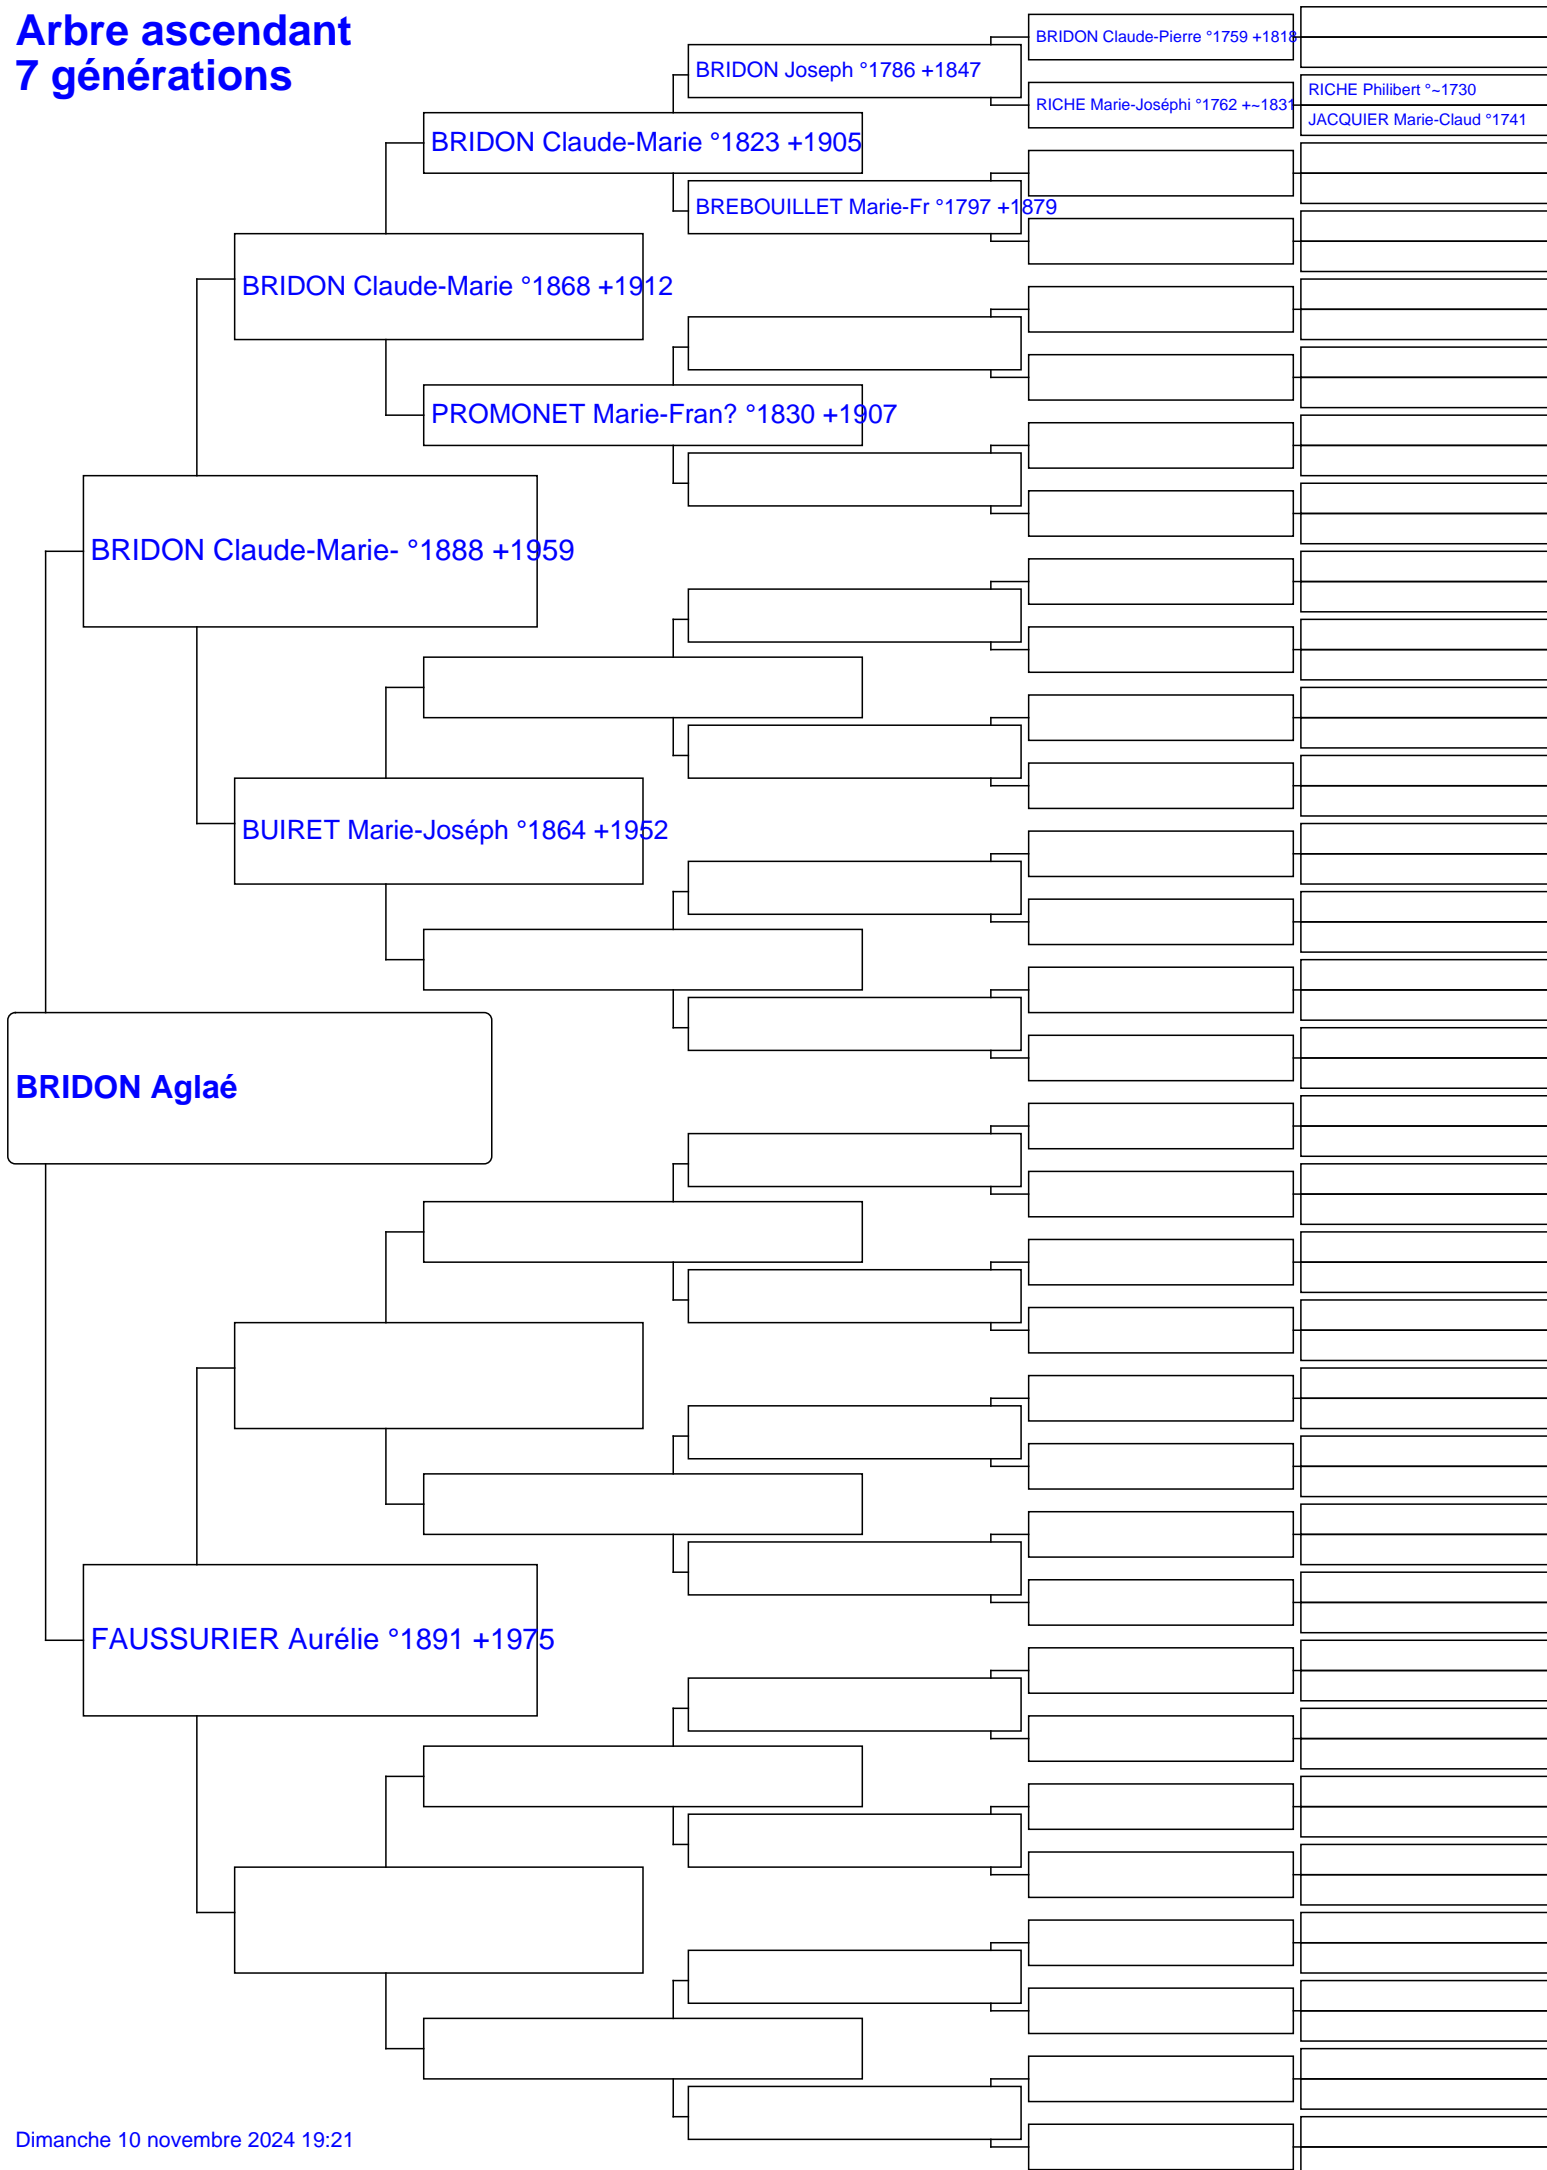 Arbre ascendant
7 générations
BRIDON Claude-Pierre °1759 +1818
BRIDON Joseph °1786 +1847
RICHE Philibert °~1730
RICHE Marie-Joséphi °1762 +~1831
JACQUIER Marie-Claud °1741
BRIDON Claude-Marie °1823 +1905
BREBOUILLET Marie-Fr °1797 +1879
BRIDON Claude-Marie °1868 +1912
PROMONET Marie-Fran? °1830 +1907
BRIDON Claude-Marie- °1888 +1959
BUIRET Marie-Joséph °1864 +1952
BRIDON Aglaé
FAUSSURIER Aurélie °1891 +1975
Dimanche 10 novembre 2024 19:21